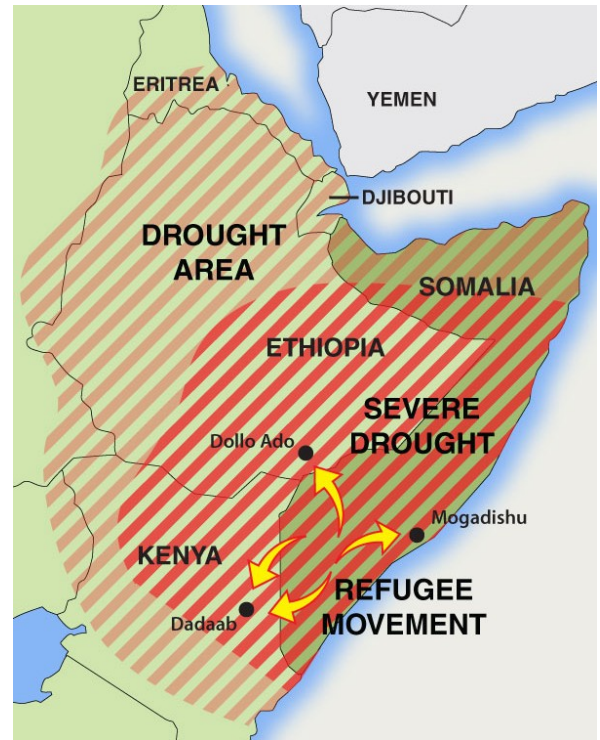 ERITREA
YEMEN
DJIBOUTI
DROUGHT
AREA
SOMALIA
ETHIOPIA
SEVERE
DROUGHT
Dollo Ado
Mogadishu
KENYA
REFUGEE
MOVEMENT
Dadaab